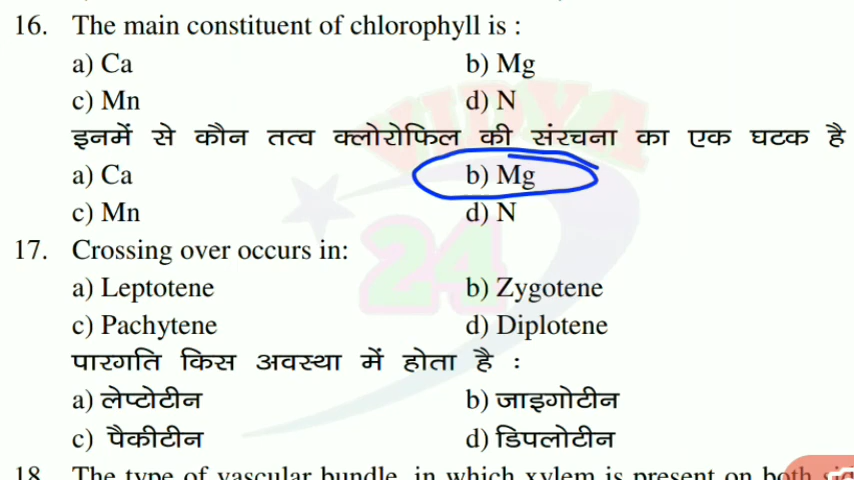 16. The main constituent of chlorophyll is :
a) Ca b) Mg
c) Mn d) N
इनमें से कौन तत्व क्लोरोफिल की संरचना का एक घटक है
a) Ca b) Mg
c) Mn d) N
17. Crossing over occurs in:
a) Leptotene b) Zygotene
c) Pachytene d) Diplotene
पारगति किस अवस्था में होता है :
a) लेप्टोटीन b) जाइगोटीन
c) पैकीटीन d) डिपलोटीन
18. The type of vascular bundle, in which xylem is present on both
VIDYA
24